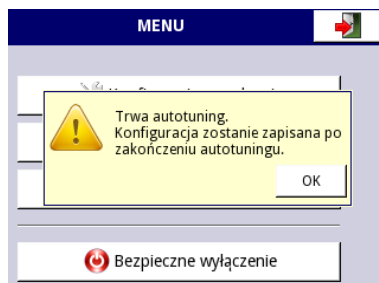 MENU
Trwa autotuning.
Konfiguracja zostanie zapisana po
zakończeniu autotuningu.
OK
Bezpieczne wyłączenie